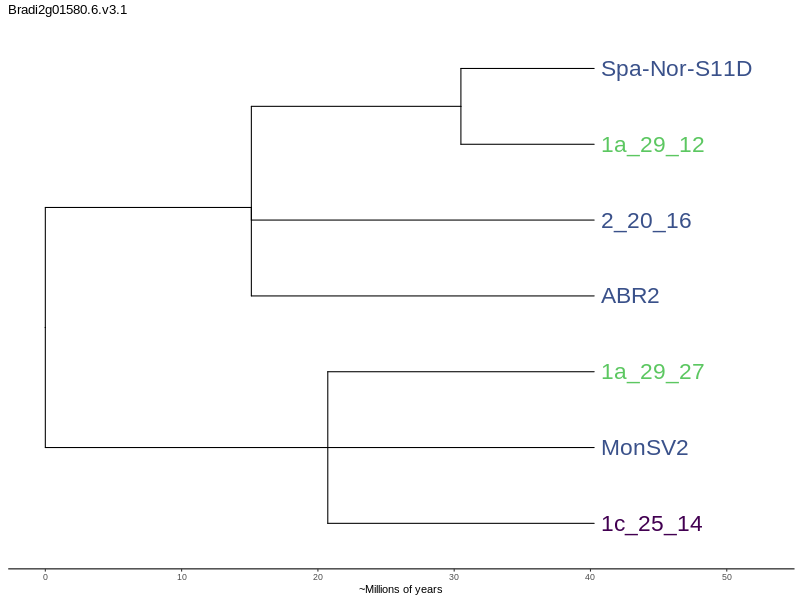 Bradi2g01580.6.v3.1
Spa-Nor-S11D
1a_29_12
2_20_16
ABR2
1a_29_27
MonSV2
1c_25_14
0 10 20 30 40 50
~Millions of years